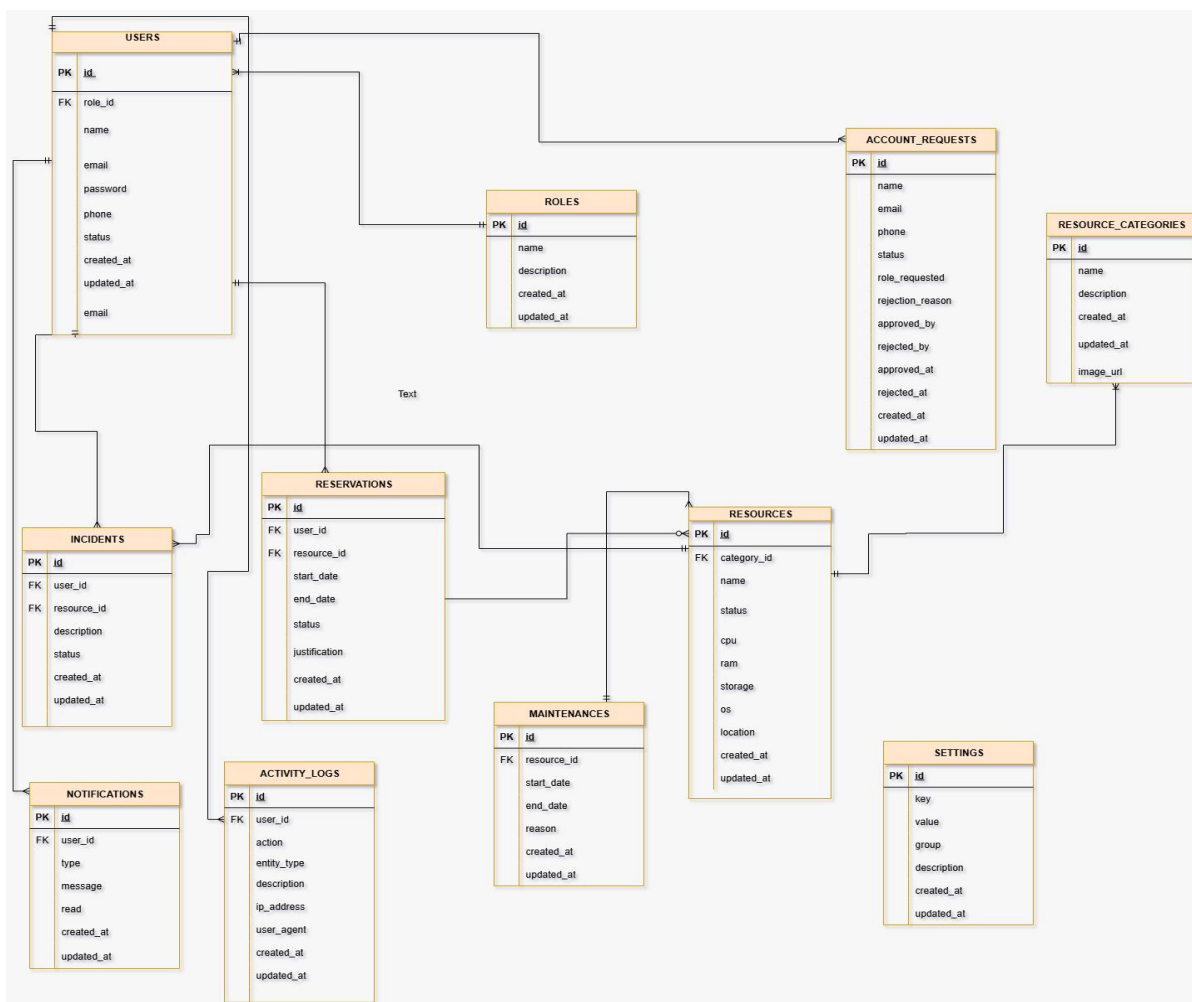 USERS
PK id
FK role_id
name
email
password
phone
status
created_at
updated_at
email
ROLES
PK id
name
description
created_at
updated_at
ACCOUNT_REQUESTS
PK id
name
email
phone
status
role_requested
rejection_reason
approved_by
rejected_by
approved_at
rejected_at
created_at
updated_at
RESOURCE_CATEGORIES
PK id
name
description
created_at
updated_at
image_url
Text
INCIDENTS
PK id
FK user_id
FK resource_id
description
status
created_at
updated_at
RESERVATIONS
PK id
FK user_id
FK resource_id
start_date
end_date
status
justification
created_at
updated_at
RESOURCES
PK id
FK category_id
name
status
cpu
ram
storage
os
location
created_at
updated_at
MAINTENANCES
PK id
FK resource_id
start_date
end_date
reason
created_at
updated_at
SETTINGS
PK id
key
value
group
description
created_at
updated_at
NOTIFICATIONS
PK id
FK user_id
type
message
read
created_at
updated_at
ACTIVITY_LOGS
PK id
FK user_id
action
entity_type
description
ip_address
user_agent
created_at
updated_at